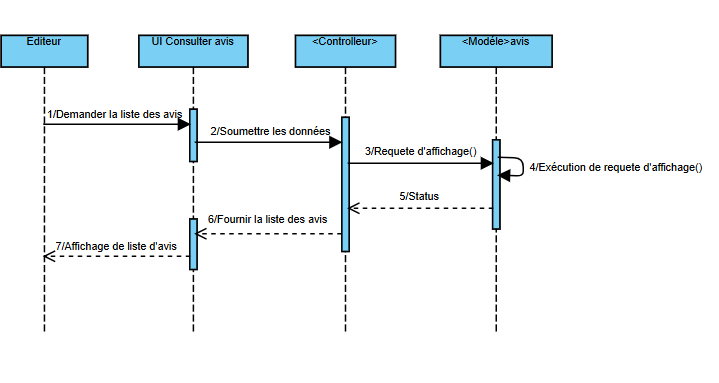 Editeur
UI Consulter avis
<Controlleur>
<Modéle>avis
1/Demander la liste des avis
2/Soumettre les données
3/Requete d'affichage()
4/Exécution de requete d'affichage()
5/Status
6/Fournir la liste des avis
7/Affichage de liste d'avis